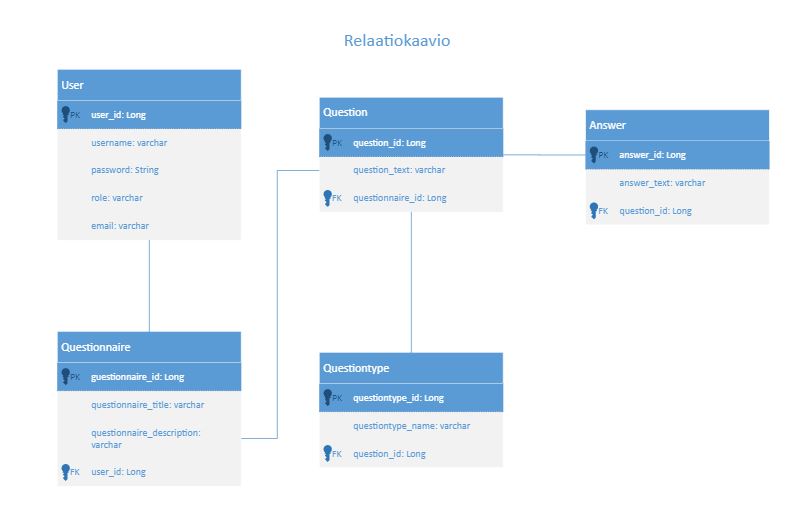 Relaatiokaavio
User
PK user_id: Long
username: varchar
password: String
role: varchar
email: varchar
Question
PK question_id: Long
question_text: varchar
FK questionnaire_id: Long
Answer
PK answer_id: Long
answer_text: varchar
FK question_id: Long
Questionnaire
PK guestionnaire_id: Long
questionnaire_title: varchar
questionnaire_description:
varchar
FK user_id: Long
Questiontype
PK questiontype_id: Long
questiontype_name: varchar
FK question_id: Long